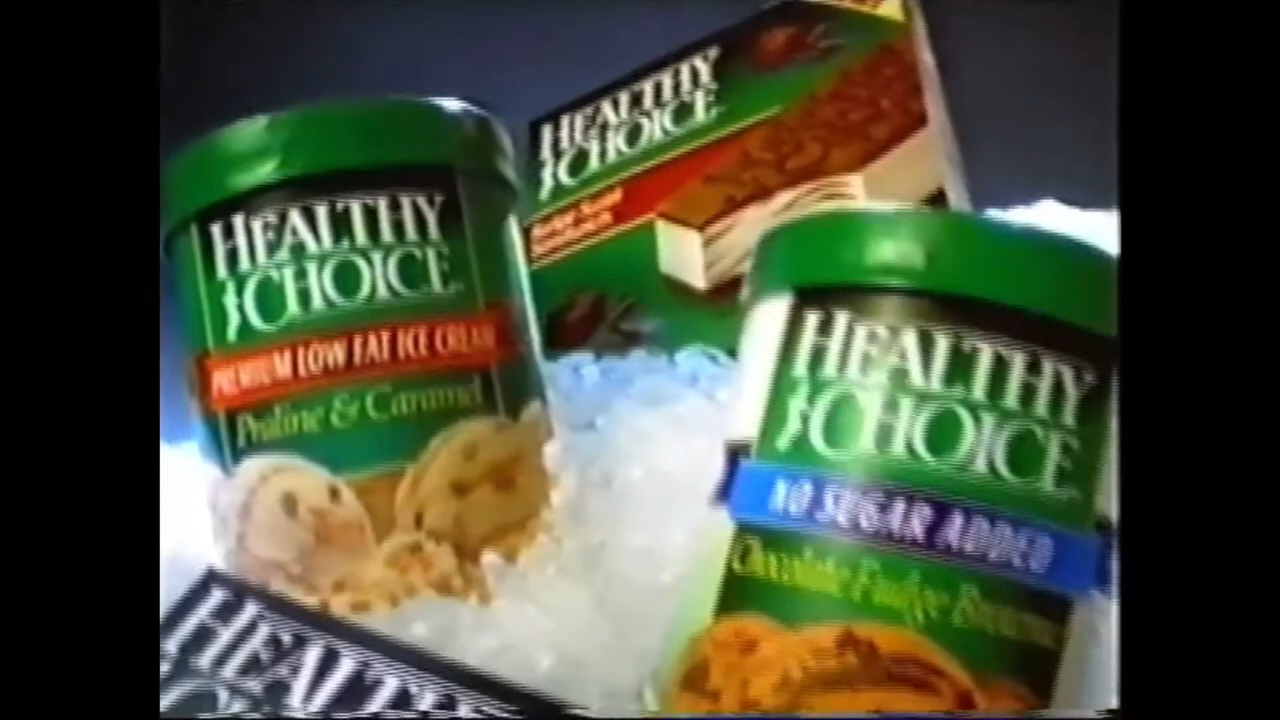 HEALTHY
CHOICE
PREMIUM LOW FAT ICE CREAM
Praline & Caramel
HEALTHY
CHOICE
HEALTHY
CHOICE
NO SUGAR ADDED
Chocolate Fudge Brownie
HEALTHY